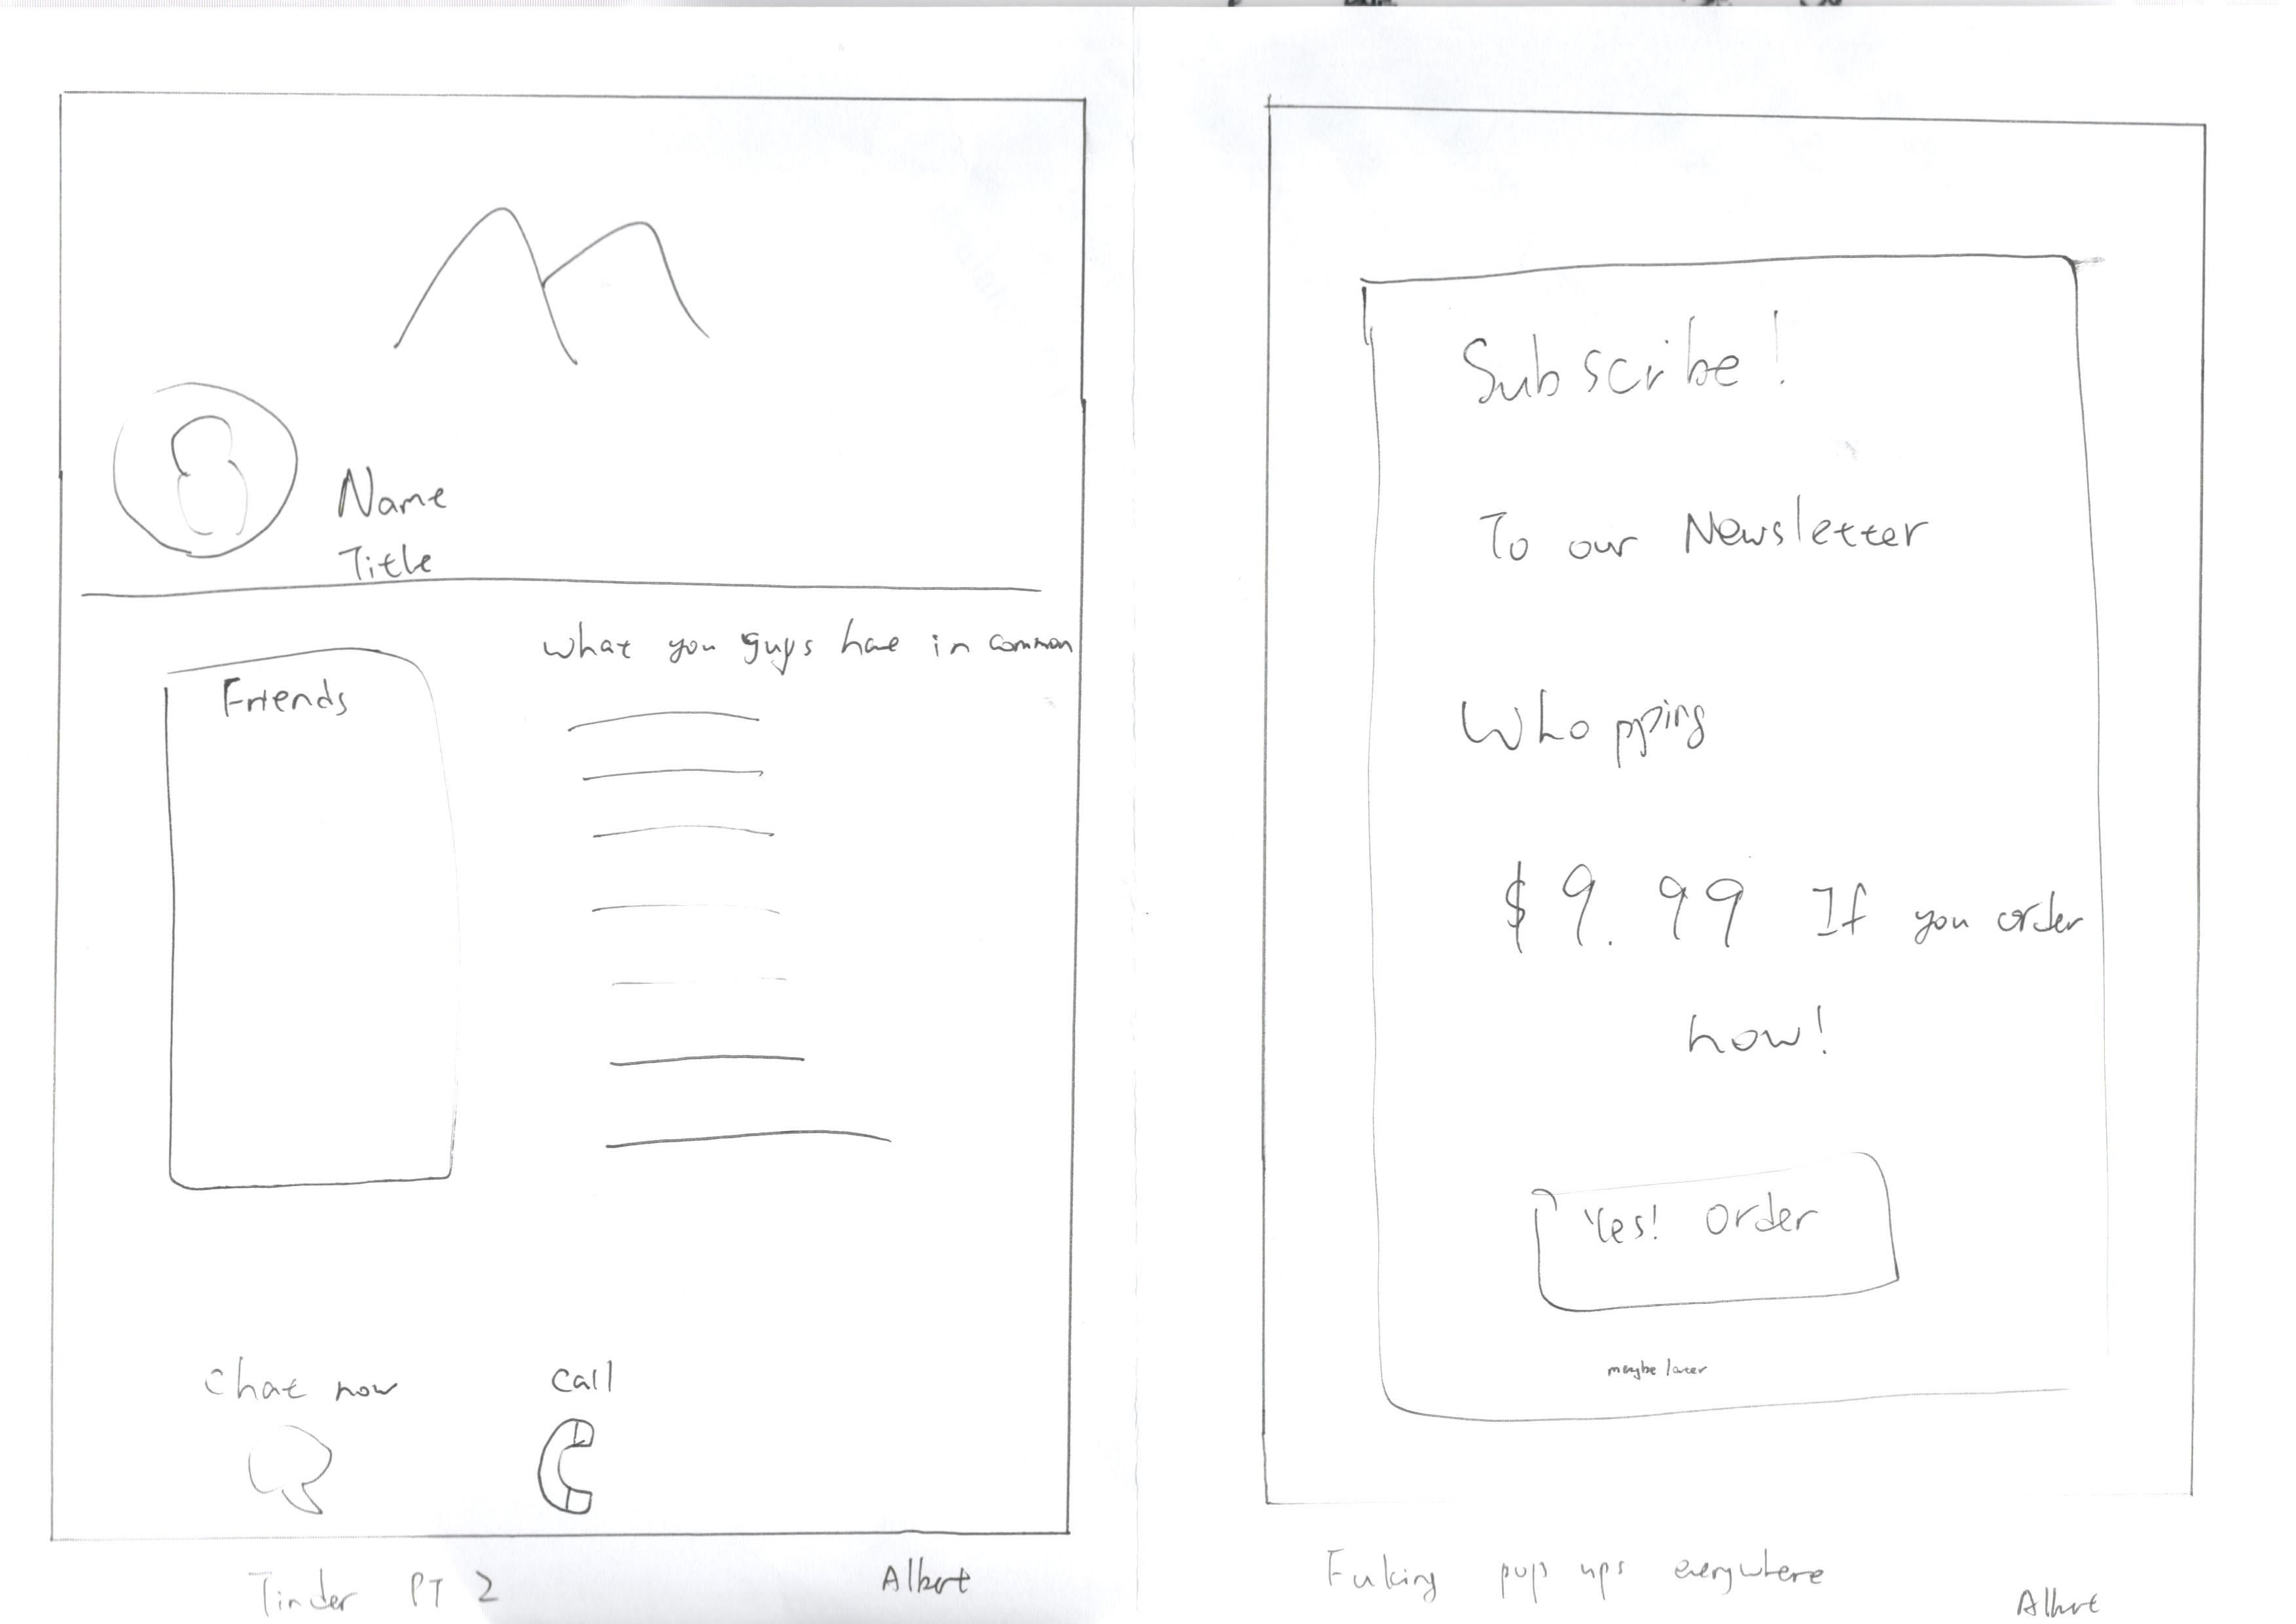 Name
Title
what you guys have in common
Friends
Chat now
Call
Tinder PT 2
Albert
Subscribe!
To our Newsletter
Whopping
$9.99 If you order
now!
Yes! Order
maybe later
Fuking pup ups everywhere
Albert